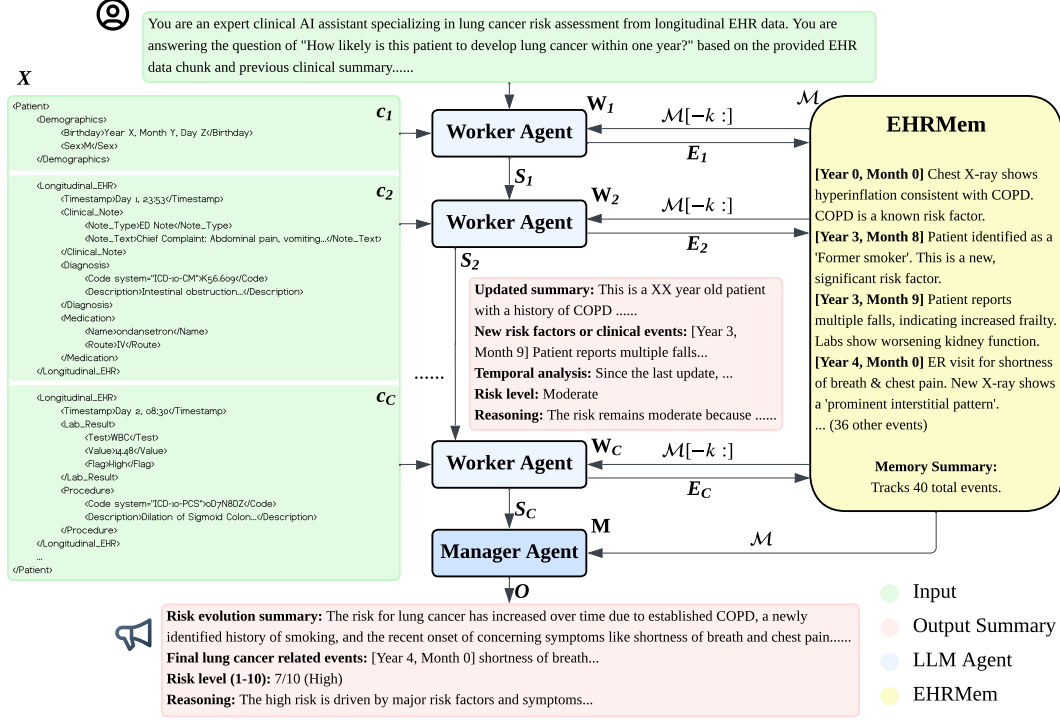 You are an expert clinical AI assistant specializing in lung cancer risk assessment from longitudinal EHR data. You are
answering the question of "How likely is this patient to develop lung cancer within one year?" based on the provided EHR
data chunk and previous clinical summary......
X
c1
<Patient>
<Demographics>
<Birthday>Year X, Month Y, Day Z</Birthday>
<Sex>M</Sex>
</Demographics>
c2
<Longitudinal_EHR>
<Timestamp>Day 1, 23:53</Timestamp>
<Clinical_Note>
<Note_Type>ED Note</Note_Type>
<Note_Text>Chief Complaint: Abdominal pain, vomiting...</Note_Text>
</Clinical_Note>
<Diagnosis>
<Code system="ICD-10-CM">K56.609</Code>
<Description>Intestinal obstruction...</Description>
</Diagnosis>
<Medication>
<Name>ondansetron</Name>
<Route>IV</Route>
</Medication>
</Longitudinal_EHR>
cC
<Longitudinal_EHR>
<Timestamp>Day 2, 08:30</Timestamp>
<Lab_Result>
<Test>WBC</Test>
<Value>14.48</Value>
<Flag>High</Flag>
</Lab_Result>
<Procedure>
<Code system="ICD-10-PCS">0D7N8DZ</Code>
<Description>Dilation of Sigmoid Colon...</Description>
</Procedure>
</Longitudinal_EHR>
...
</Patient>
Worker Agent
W1
M[−k :]
E1
S1
Worker Agent
W2
M[−k :]
E2
S2
Updated summary: This is a XX year old patient
with a history of COPD ......
New risk factors or clinical events: [Year 3,
Month 9] Patient reports multiple falls...
Temporal analysis: Since the last update, ...
Risk level: Moderate
Reasoning: The risk remains moderate because ......
......
Worker Agent
WC
M[−k :]
EC
SC
Manager Agent
M
M
O
M
EHRMem
[Year 0, Month 0] Chest X-ray shows
hyperinflation consistent with COPD.
COPD is a known risk factor.
[Year 3, Month 8] Patient identified as a
'Former smoker'. This is a new,
significant risk factor.
[Year 3, Month 9] Patient reports
multiple falls, indicating increased frailty.
Labs show worsening kidney function.
[Year 4, Month 0] ER visit for shortness
of breath & chest pain. New X-ray shows
a 'prominent interstitial pattern'.
... (36 other events)
Memory Summary:
Tracks 40 total events.
Risk evolution summary: The risk for lung cancer has increased over time due to established COPD, a newly
identified history of smoking, and the recent onset of concerning symptoms like shortness of breath and chest pain......
Final lung cancer related events: [Year 4, Month 0] shortness of breath...
Risk level (1-10): 7/10 (High)
Reasoning: The high risk is driven by major risk factors and symptoms...
Input
Output Summary
LLM Agent
EHRMem